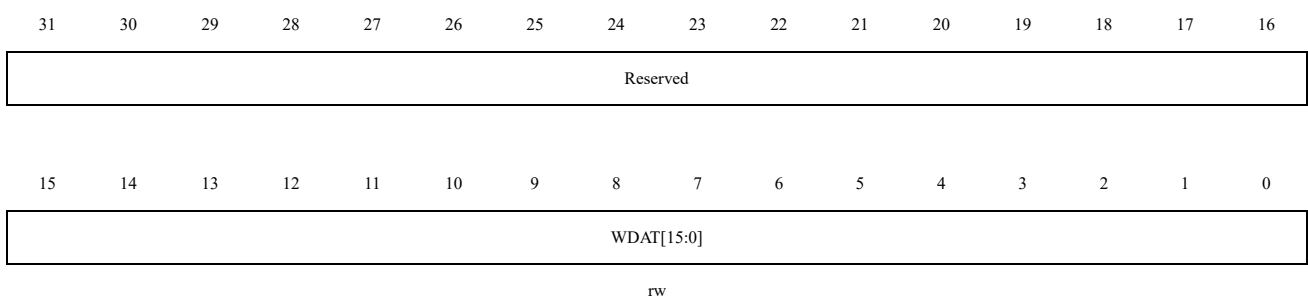 31 30 29 28 27 26 25 24 23 22 21 20 19 18 17 16
Reserved
15 14 13 12 11 10 9 8 7 6 5 4 3 2 1 0
WDAT[15:0]
rw